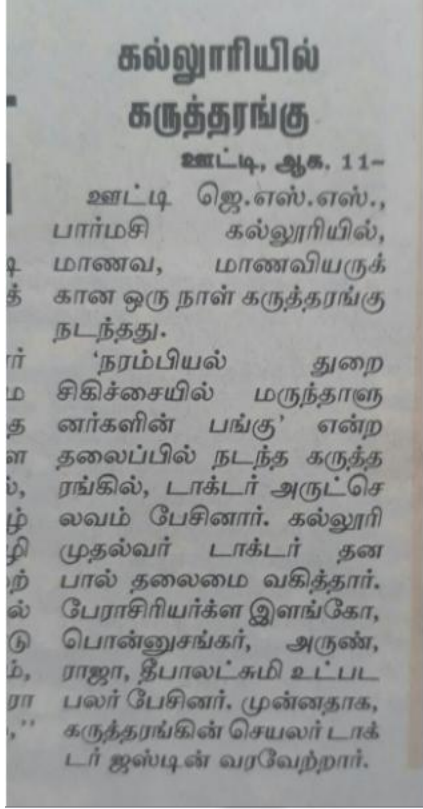 கல்லூரியில்
கருத்தரங்கு
ஊட்டி, ஆக. 11–
ஊட்டி ஜெ.எஸ்.எஸ்.,
பார்மசி கல்லூரியில்,
மாணவ, மாணவியருக்
கான ஒரு நாள் கருத்தரங்கு
நடந்தது.
'நரம்பியல் துறை
சிகிச்சையில் மருந்தாளு
னர்களின் பங்கு' என்ற
தலைப்பில் நடந்த கருத்த
ரங்கில், டாக்டர் அருட்செ
லவம் பேசினார். கல்லூரி
முதல்வர் டாக்டர் தன
பால் தலைமை வகித்தார்.
பேராசிரியர்க்ள இளங்கோ,
பொன்னுசங்கர், அருண்,
ராஜா, தீபாலட்சுமி உட்பட
பலர் பேசினர். முன்னதாக,
கருத்தரங்கின் செயலர் டாக்
டர் ஜஸ்டின் வரவேற்றார்.